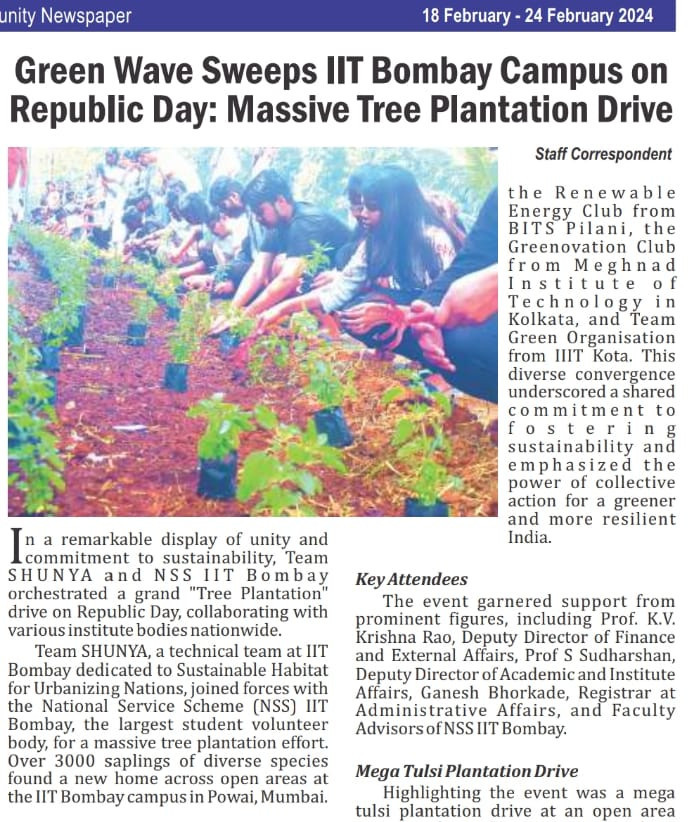 unity Newspaper
18 February - 24 February 2024
Green Wave Sweeps IIT Bombay Campus on
Republic Day: Massive Tree Plantation Drive
Staff Correspondent
In a remarkable display of unity and
commitment to sustainability, Team
SHUNYA and NSS IIT Bombay
orchestrated a grand "Tree Plantation"
drive on Republic Day, collaborating with
various institute bodies nationwide.
Team SHUNYA, a technical team at IIT
Bombay dedicated to Sustainable Habitat
for Urbanizing Nations, joined forces with
the National Service Scheme (NSS) IIT
Bombay, the largest student volunteer
body, for a massive tree plantation effort.
Over 3000 saplings of diverse species
found a new home across open areas at
the IIT Bombay campus in Powai, Mumbai.
the Renewable
Energy Club from
BITS Pilani, the
Greenovation Club
from Meghnad
Institute of
Technology in
Kolkata, and Team
Green Organisation
from IIIT Kota. This
diverse convergence
underscored a shared
commitment to
fostering
sustainability and
emphasized the
power of collective
action for a greener
and more resilient
India.
Key Attendees
The event garnered support from
prominent figures, including Prof. K.V.
Krishna Rao, Deputy Director of Finance
and External Affairs, Prof S Sudharshan,
Deputy Director of Academic and Institute
Affairs, Ganesh Bhorkade, Registrar at
Administrative Affairs, and Faculty
Advisors of NSS IIT Bombay.
Mega Tulsi Plantation Drive
Highlighting the event was a mega
tulsi plantation drive at an open area